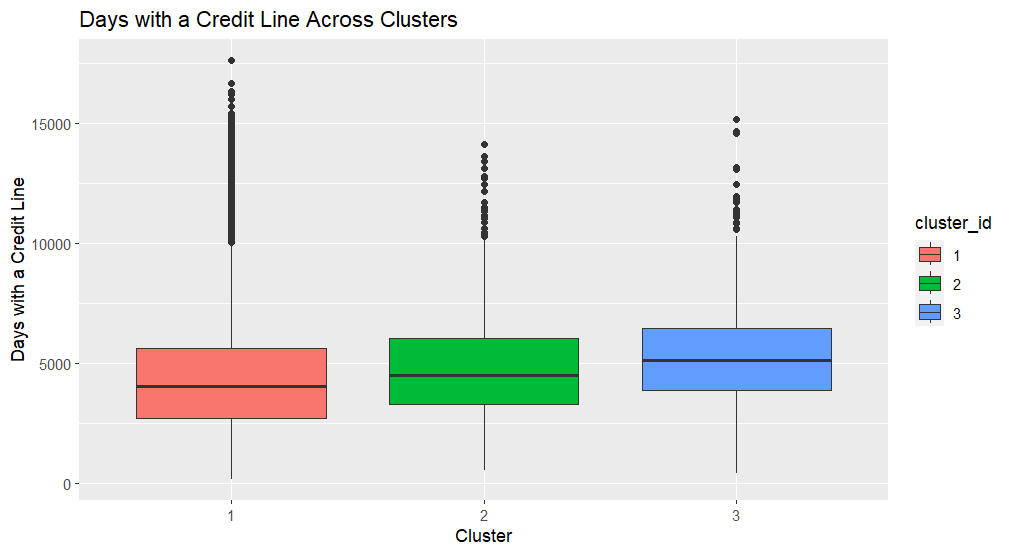 Days with a Credit Line Across Clusters
Days with a Credit Line
15000
10000
5000
0
1
2
3
Cluster
cluster_id
1
2
3